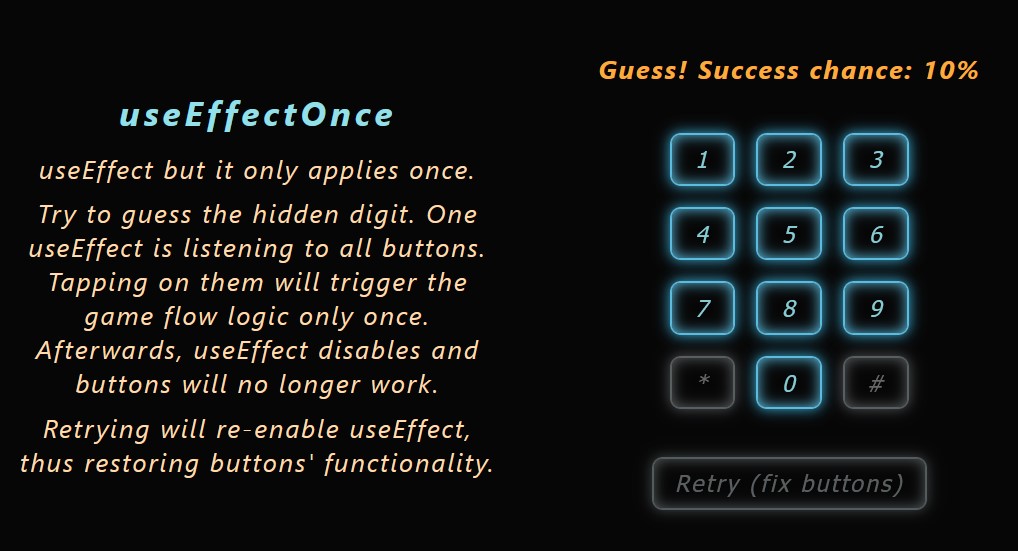 useEffectOnce
useEffect but it only applies once.
Try to guess the hidden digit. One
useEffect is listening to all buttons.
Tapping on them will trigger the
game flow logic only once.
Afterwards, useEffect disables and
buttons will no longer work.
Retrying will re-enable useEffect,
thus restoring buttons' functionality.
Guess! Success chance: 10%
1 2 3
4 5 6
7 8 9
* 0 #
Retry (fix buttons)